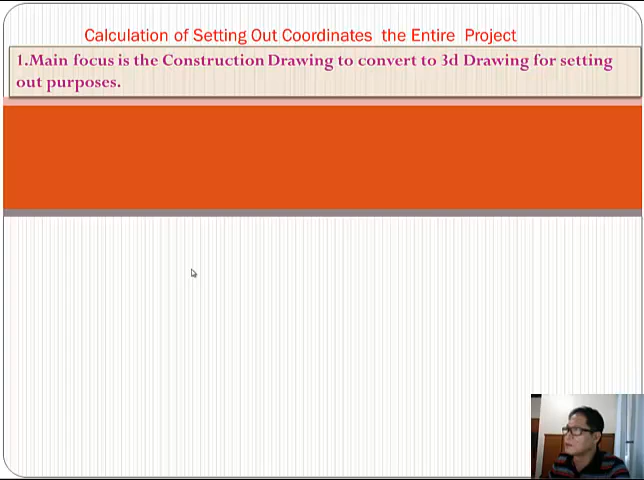 Calculation of Setting Out Coordinates the Entire Project
1.Main focus is the Construction Drawing to convert to 3d Drawing for setting
out purposes.